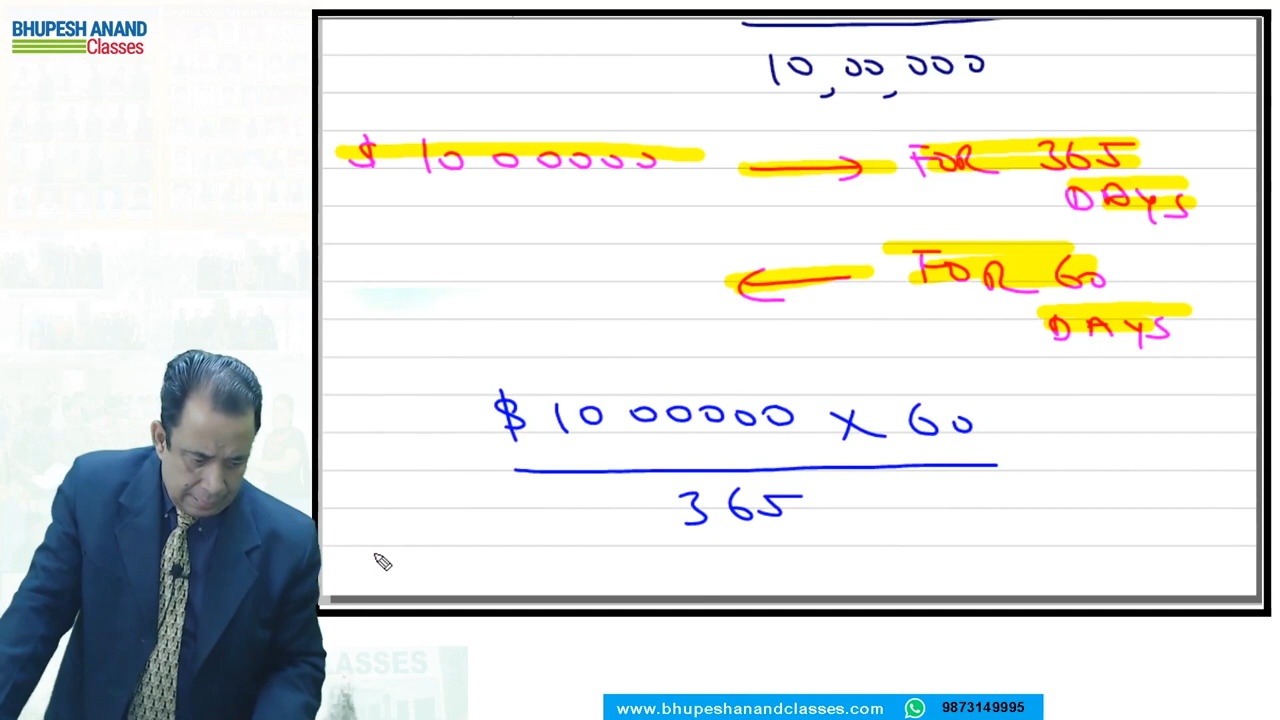 BHUPESH ANAND
Classes
10,00,000
$ 10 00000 → FOR 365
DAYS
← FOR 60
DAYS
$ 10 00000 × 60
365
CLASSES
www.bhupeshanandclasses.com 9873149995